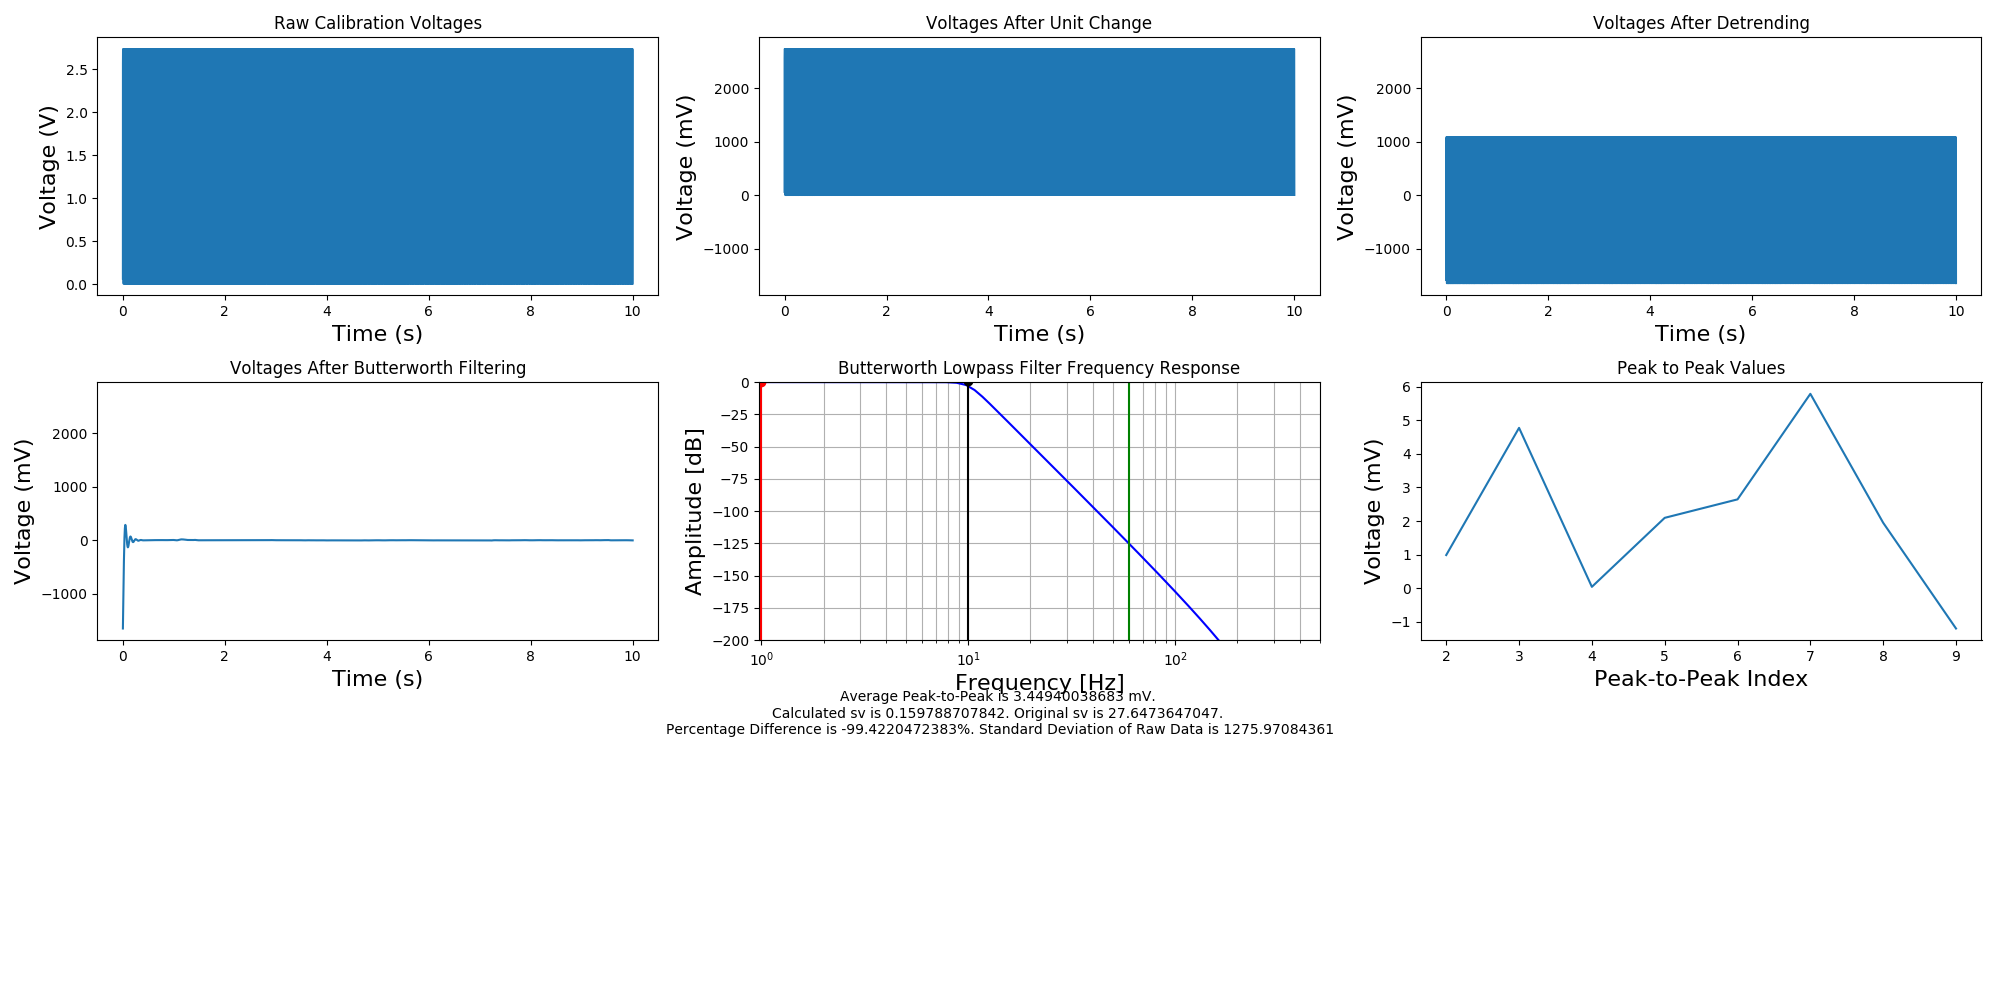 Raw Calibration Voltages
Voltage (V)
2.5
2.0
1.5
1.0
0.5
0.0
0 2 4 6 8 10
Time (s)
Voltages After Unit Change
Voltage (mV)
2000
1000
0
−1000
0 2 4 6 8 10
Time (s)
Voltages After Detrending
Voltage (mV)
2000
1000
0
−1000
0 2 4 6 8 10
Time (s)
Voltages After Butterworth Filtering
Voltage (mV)
2000
1000
0
−1000
0 2 4 6 8 10
Time (s)
Butterworth Lowpass Filter Frequency Response
Amplitude [dB]
0
−25
−50
−75
−100
−125
−150
−175
−200
10⁰ 10¹ 10²
Frequency [Hz]
Peak to Peak Values
Voltage (mV)
6
5
4
3
2
1
0
−1
2 3 4 5 6 7 8 9
Peak-to-Peak Index
Average Peak-to-Peak is 3.44940038683 mV.
Calculated sv is 0.159788707842. Original sv is 27.6473647047.
Percentage Difference is -99.4220472383%. Standard Deviation of Raw Data is 1275.97084361